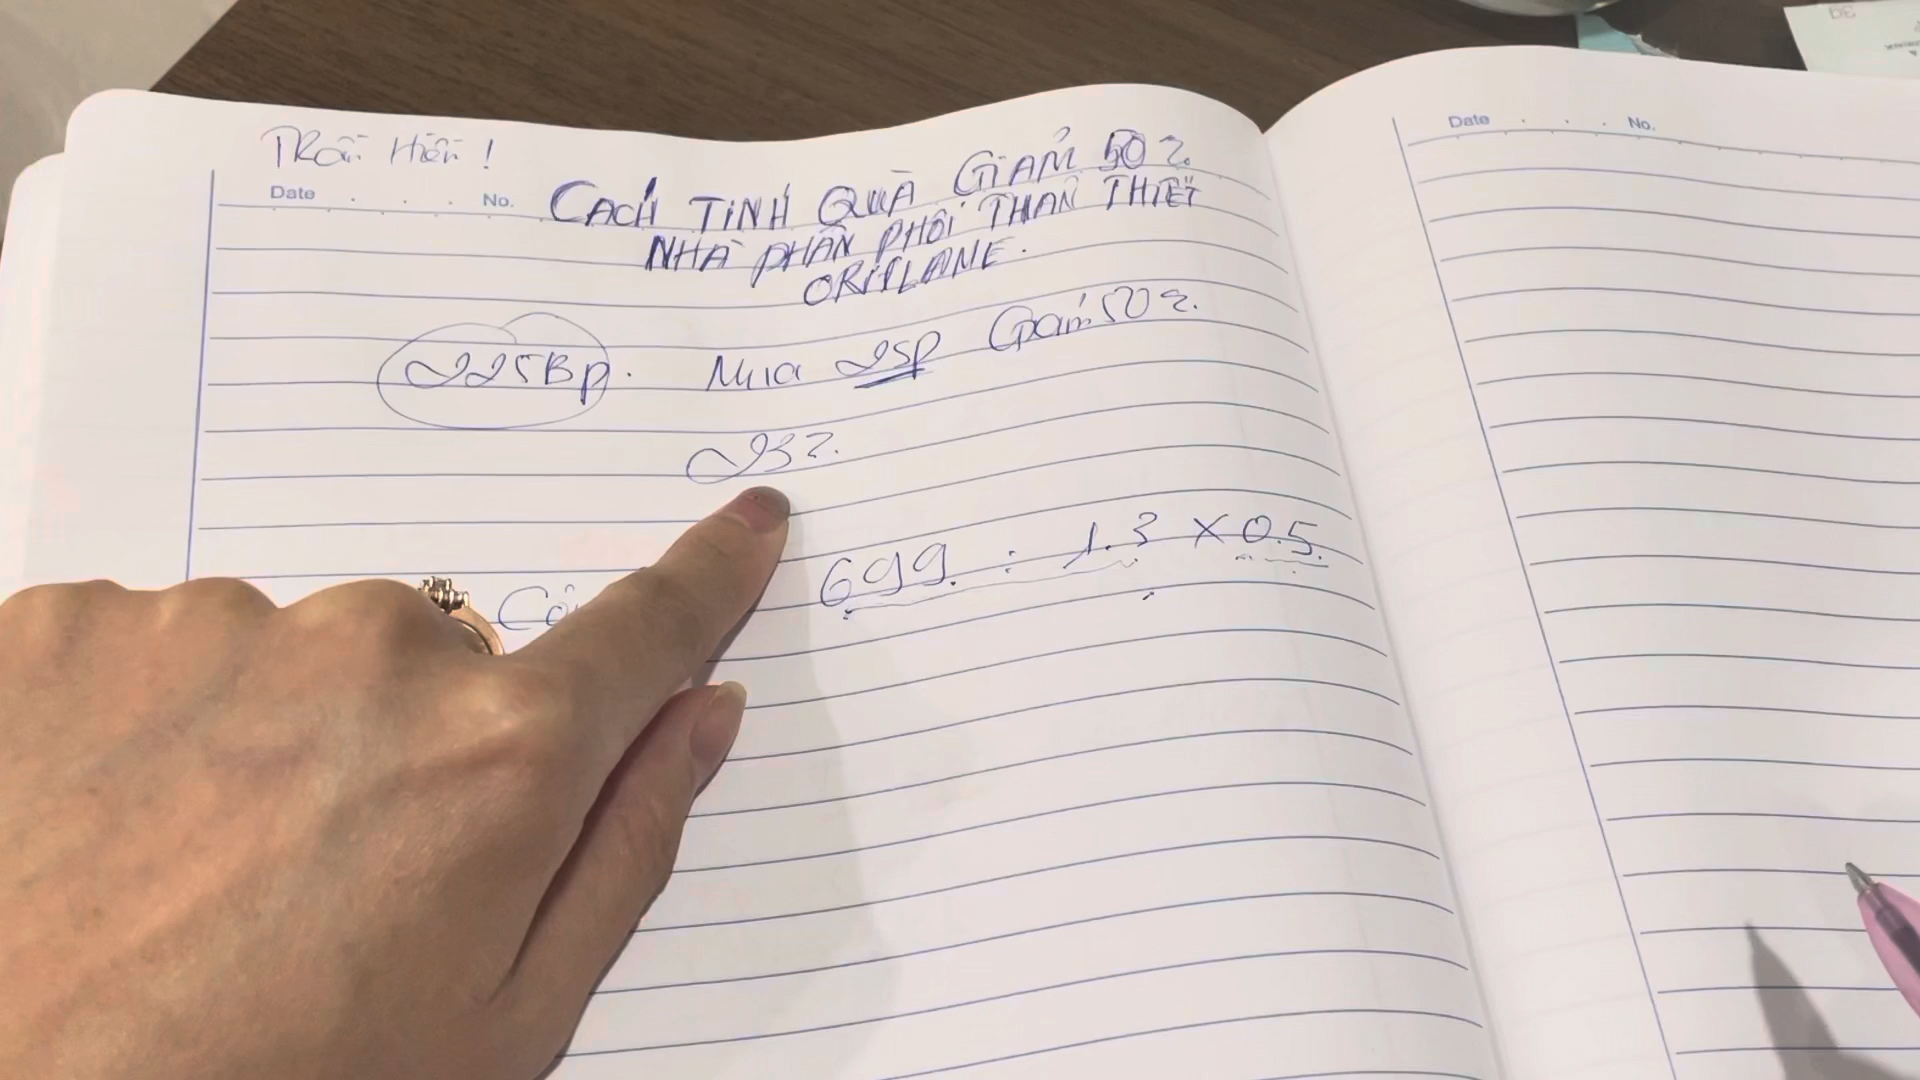 Trần Hiền!
Date No.
CÁCH TÍNH QUÀ GIẢM 50%
NHÀ PHÂN PHỐI THÂN THIẾT
ORIFLAME.
225Bp. Mua 2SP Giảm 50%.
23%.
699 : 1.3 X 0.5
Date No.